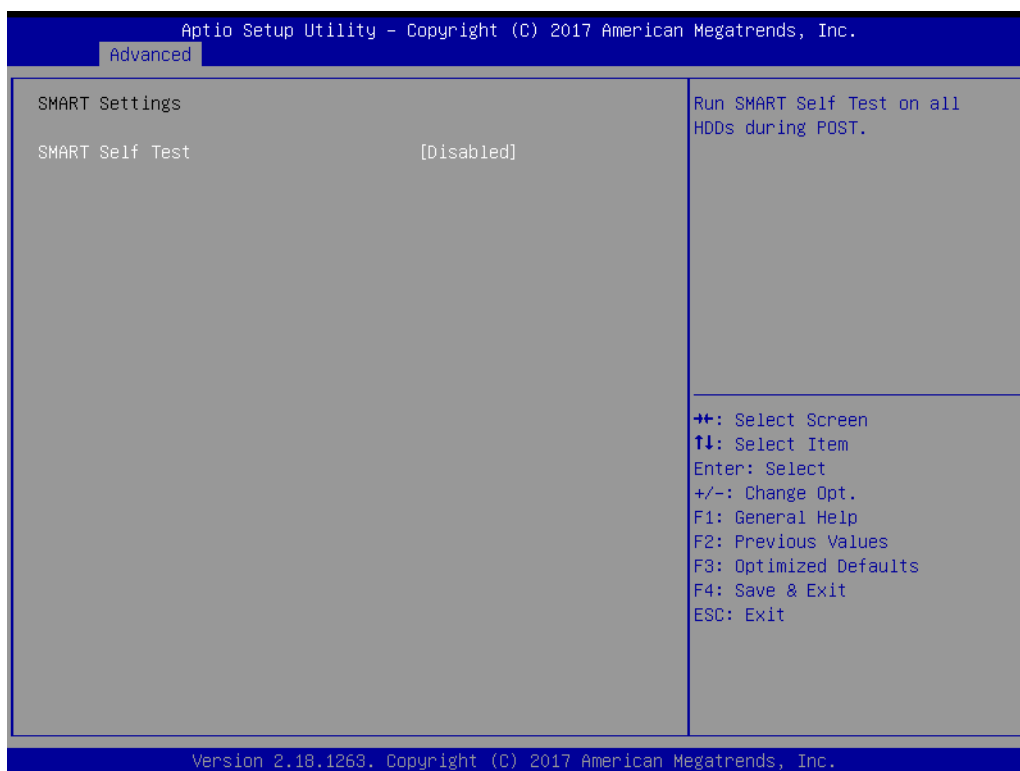 Aptio Setup Utility – Copyright (C) 2017 American Megatrends, Inc.
Advanced
SMART Settings
SMART Self Test [Disabled]
Run SMART Self Test on all
HDDs during POST.
→←: Select Screen
↑↓: Select Item
Enter: Select
+/-: Change Opt.
F1: General Help
F2: Previous Values
F3: Optimized Defaults
F4: Save & Exit
ESC: Exit
Version 2.18.1263. Copyright (C) 2017 American Megatrends, Inc.